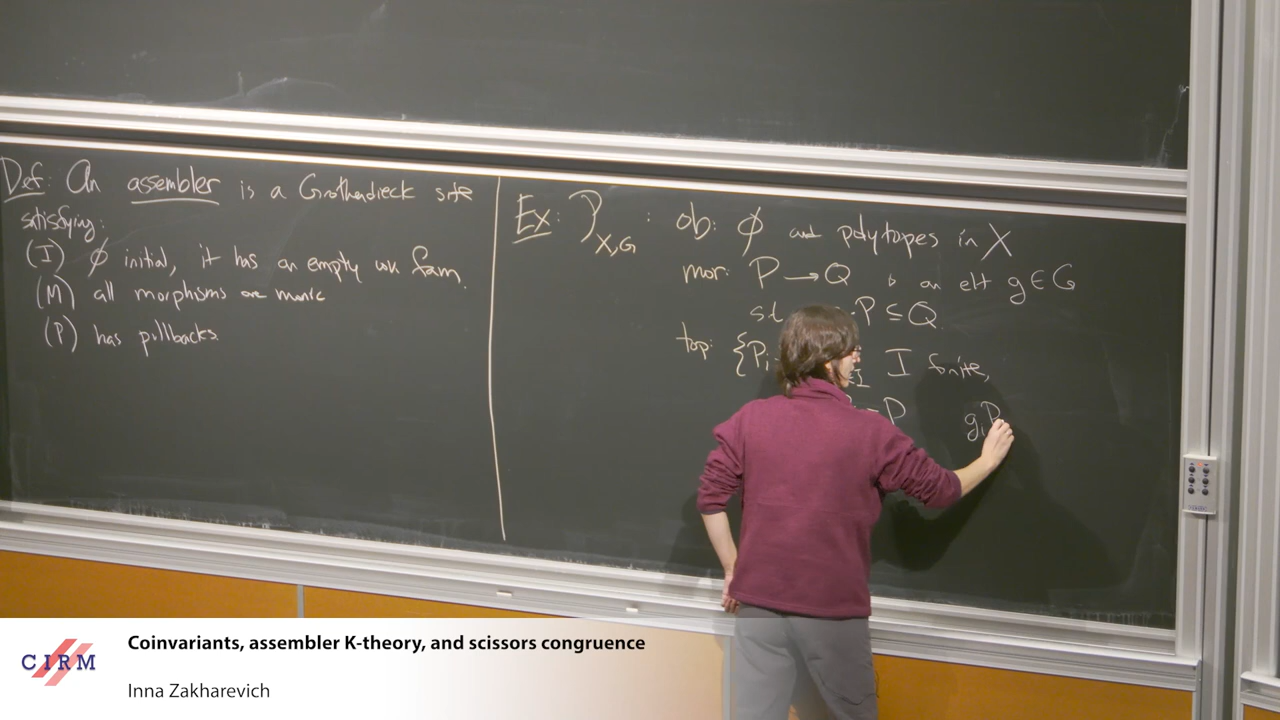 Def: An assembler is a Grothendieck site
satisfying:
(I) ∅ initial, it has an empty cov fam.
(M) all morphisms are monic
(P) has pullbacks.
Ex: P_{X,G} : ob: ∅ and polytopes in X
mor: P → Q is an elt g ∈ G
st P ⊆ Q
top: {P_i I I finite,
= P g_i P
CIRM
Coinvariants, assembler K-theory, and scissors congruence
Inna Zakharevich